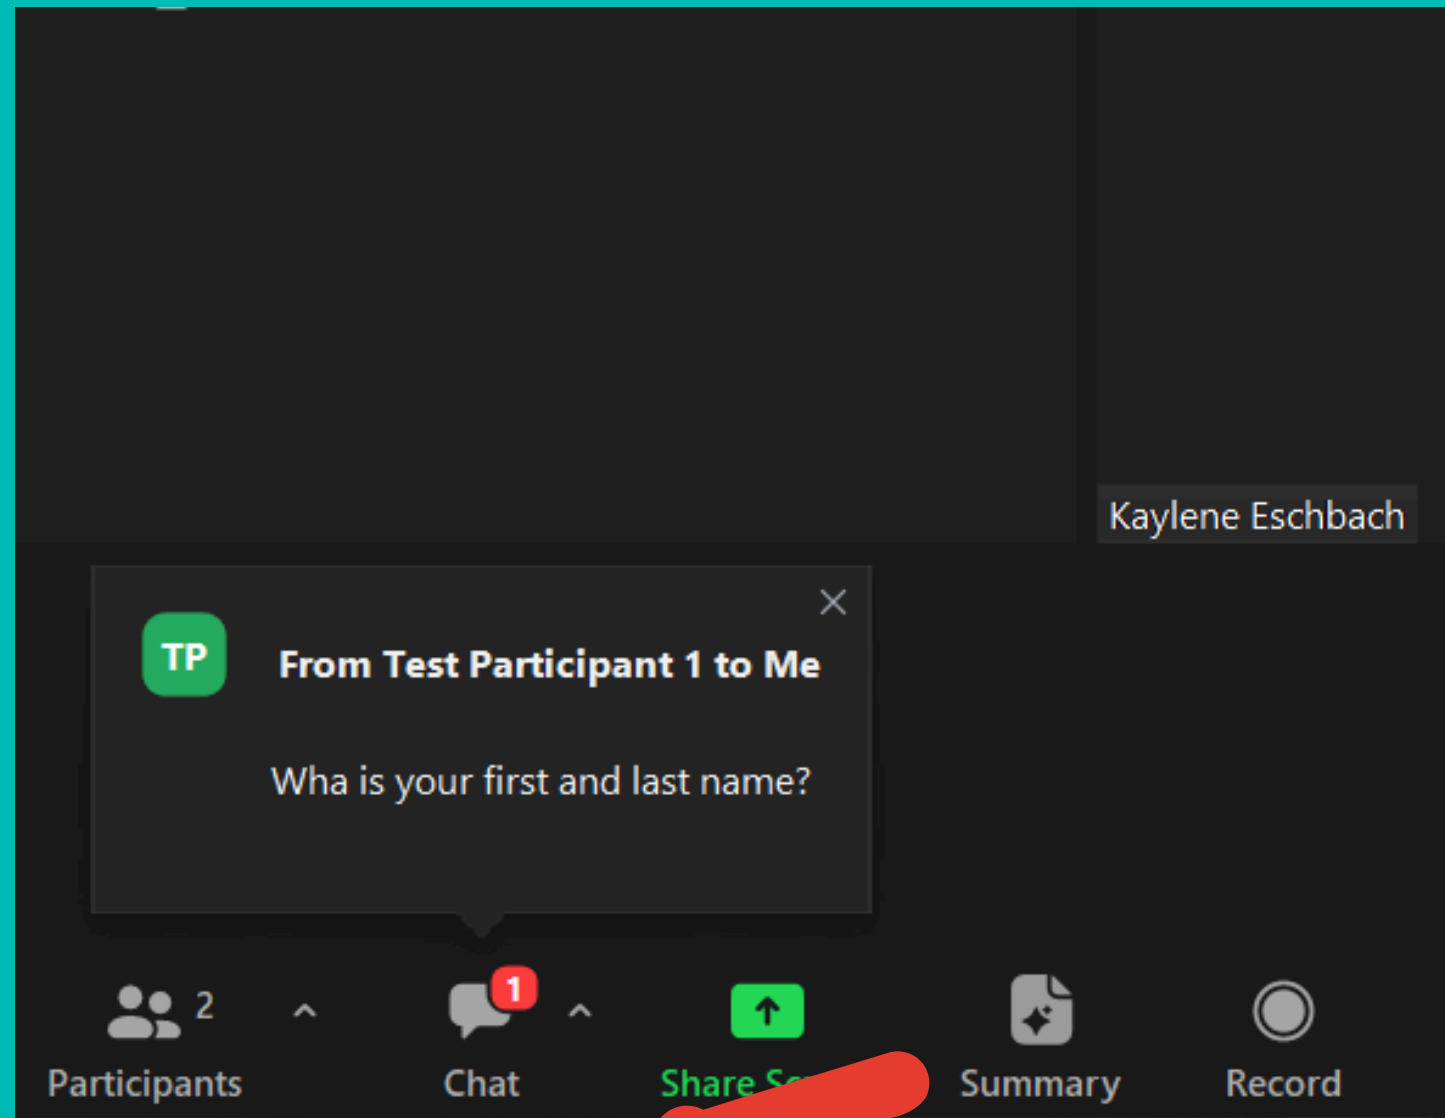 Kaylene Eschbach
TP
From Test Participant 1 to Me
Wha is your first and last name?
2
1
Participants
Chat
Share
Summary
Record